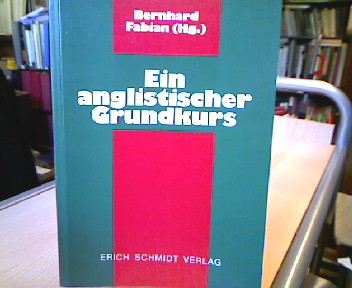 Bernhard
Fabian (Hg.)
Ein
anglistischer
Grundkurs
ERICH SCHMIDT VERLAG